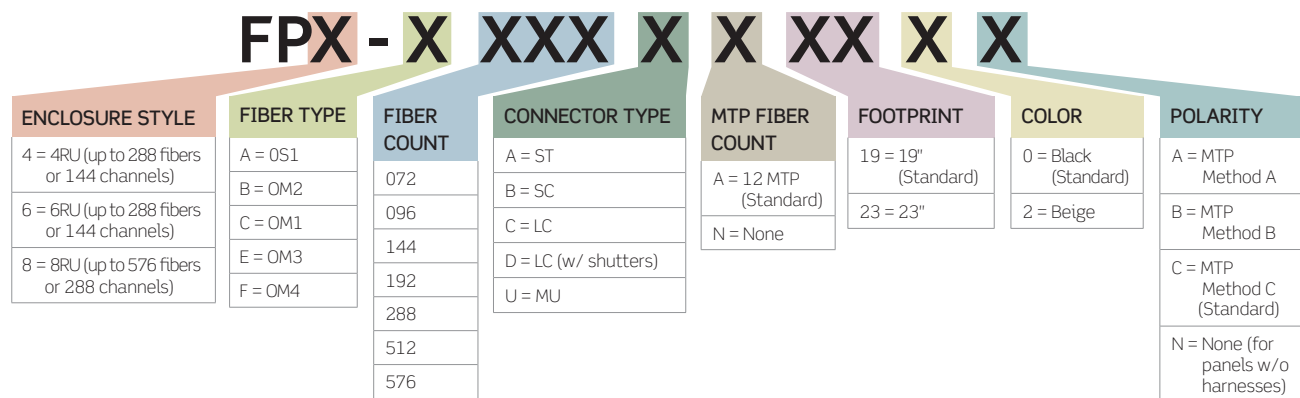 FPX - X XXX X X XX X X
ENCLOSURE STYLE
4 = 4RU (up to 288 fibers
or 144 channels)
6 = 6RU (up to 288 fibers
or 144 channels)
8 = 8RU (up to 576 fibers
or 288 channels)
FIBER TYPE
A = 0S1
B = OM2
C = OM1
E = OM3
F = OM4
FIBER
COUNT
072
096
144
192
288
512
576
CONNECTOR TYPE
A = ST
B = SC
C = LC
D = LC (w/ shutters)
U = MU
MTP FIBER
COUNT
A = 12 MTP
(Standard)
N = None
FOOTPRINT
19 = 19"
(Standard)
23 = 23"
COLOR
0 = Black
(Standard)
2 = Beige
POLARITY
A = MTP
Method A
B = MTP
Method B
C = MTP
Method C
(Standard)
N = None (for
panels w/o
harnesses)